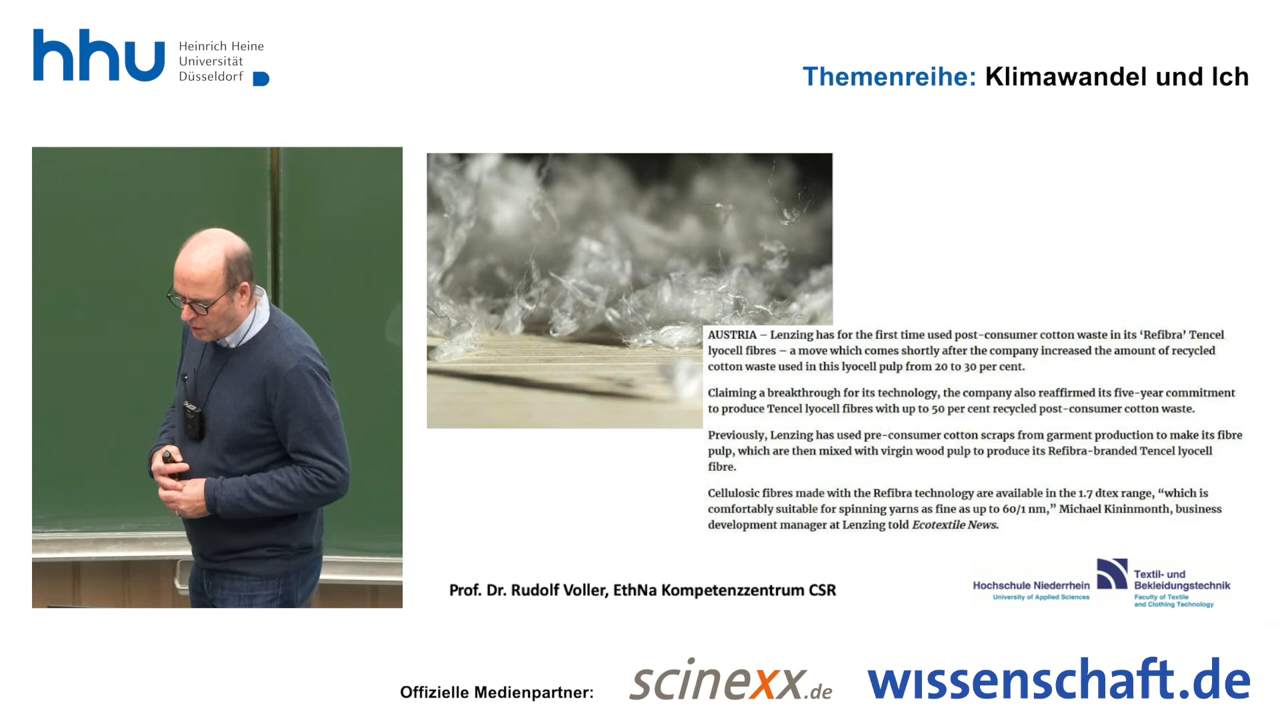 hhu Heinrich Heine
Universität
Düsseldorf
Themenreihe: Klimawandel und Ich
AUSTRIA – Lenzing has for the first time used post-consumer cotton waste in its ‘Refibra’ Tencel
lyocell fibres – a move which comes shortly after the company increased the amount of recycled
cotton waste used in this lyocell pulp from 20 to 30 per cent.
Claiming a breakthrough for its technology, the company also reaffirmed its five-year commitment
to produce Tencel lyocell fibres with up to 50 per cent recycled post-consumer cotton waste.
Previously, Lenzing has used pre-consumer cotton scraps from garment production to make its fibre
pulp, which are then mixed with virgin wood pulp to produce its Refibra-branded Tencel lyocell
fibre.
Cellulosic fibres made with the Refibra technology are available in the 1.7 dtex range, “which is
comfortably suitable for spinning yarns as fine as up to 60/1 nm,” Michael Kininmonth, business
development manager at Lenzing told Ecotextile News.
Prof. Dr. Rudolf Voller, EthNa Kompetenzzentrum CSR
Hochschule Niederrhein
University of Applied Sciences
Textil- und
Bekleidungstechnik
Faculty of Textile
and Clothing Technology
Offizielle Medienpartner:
scinexx.de
wissenschaft.de